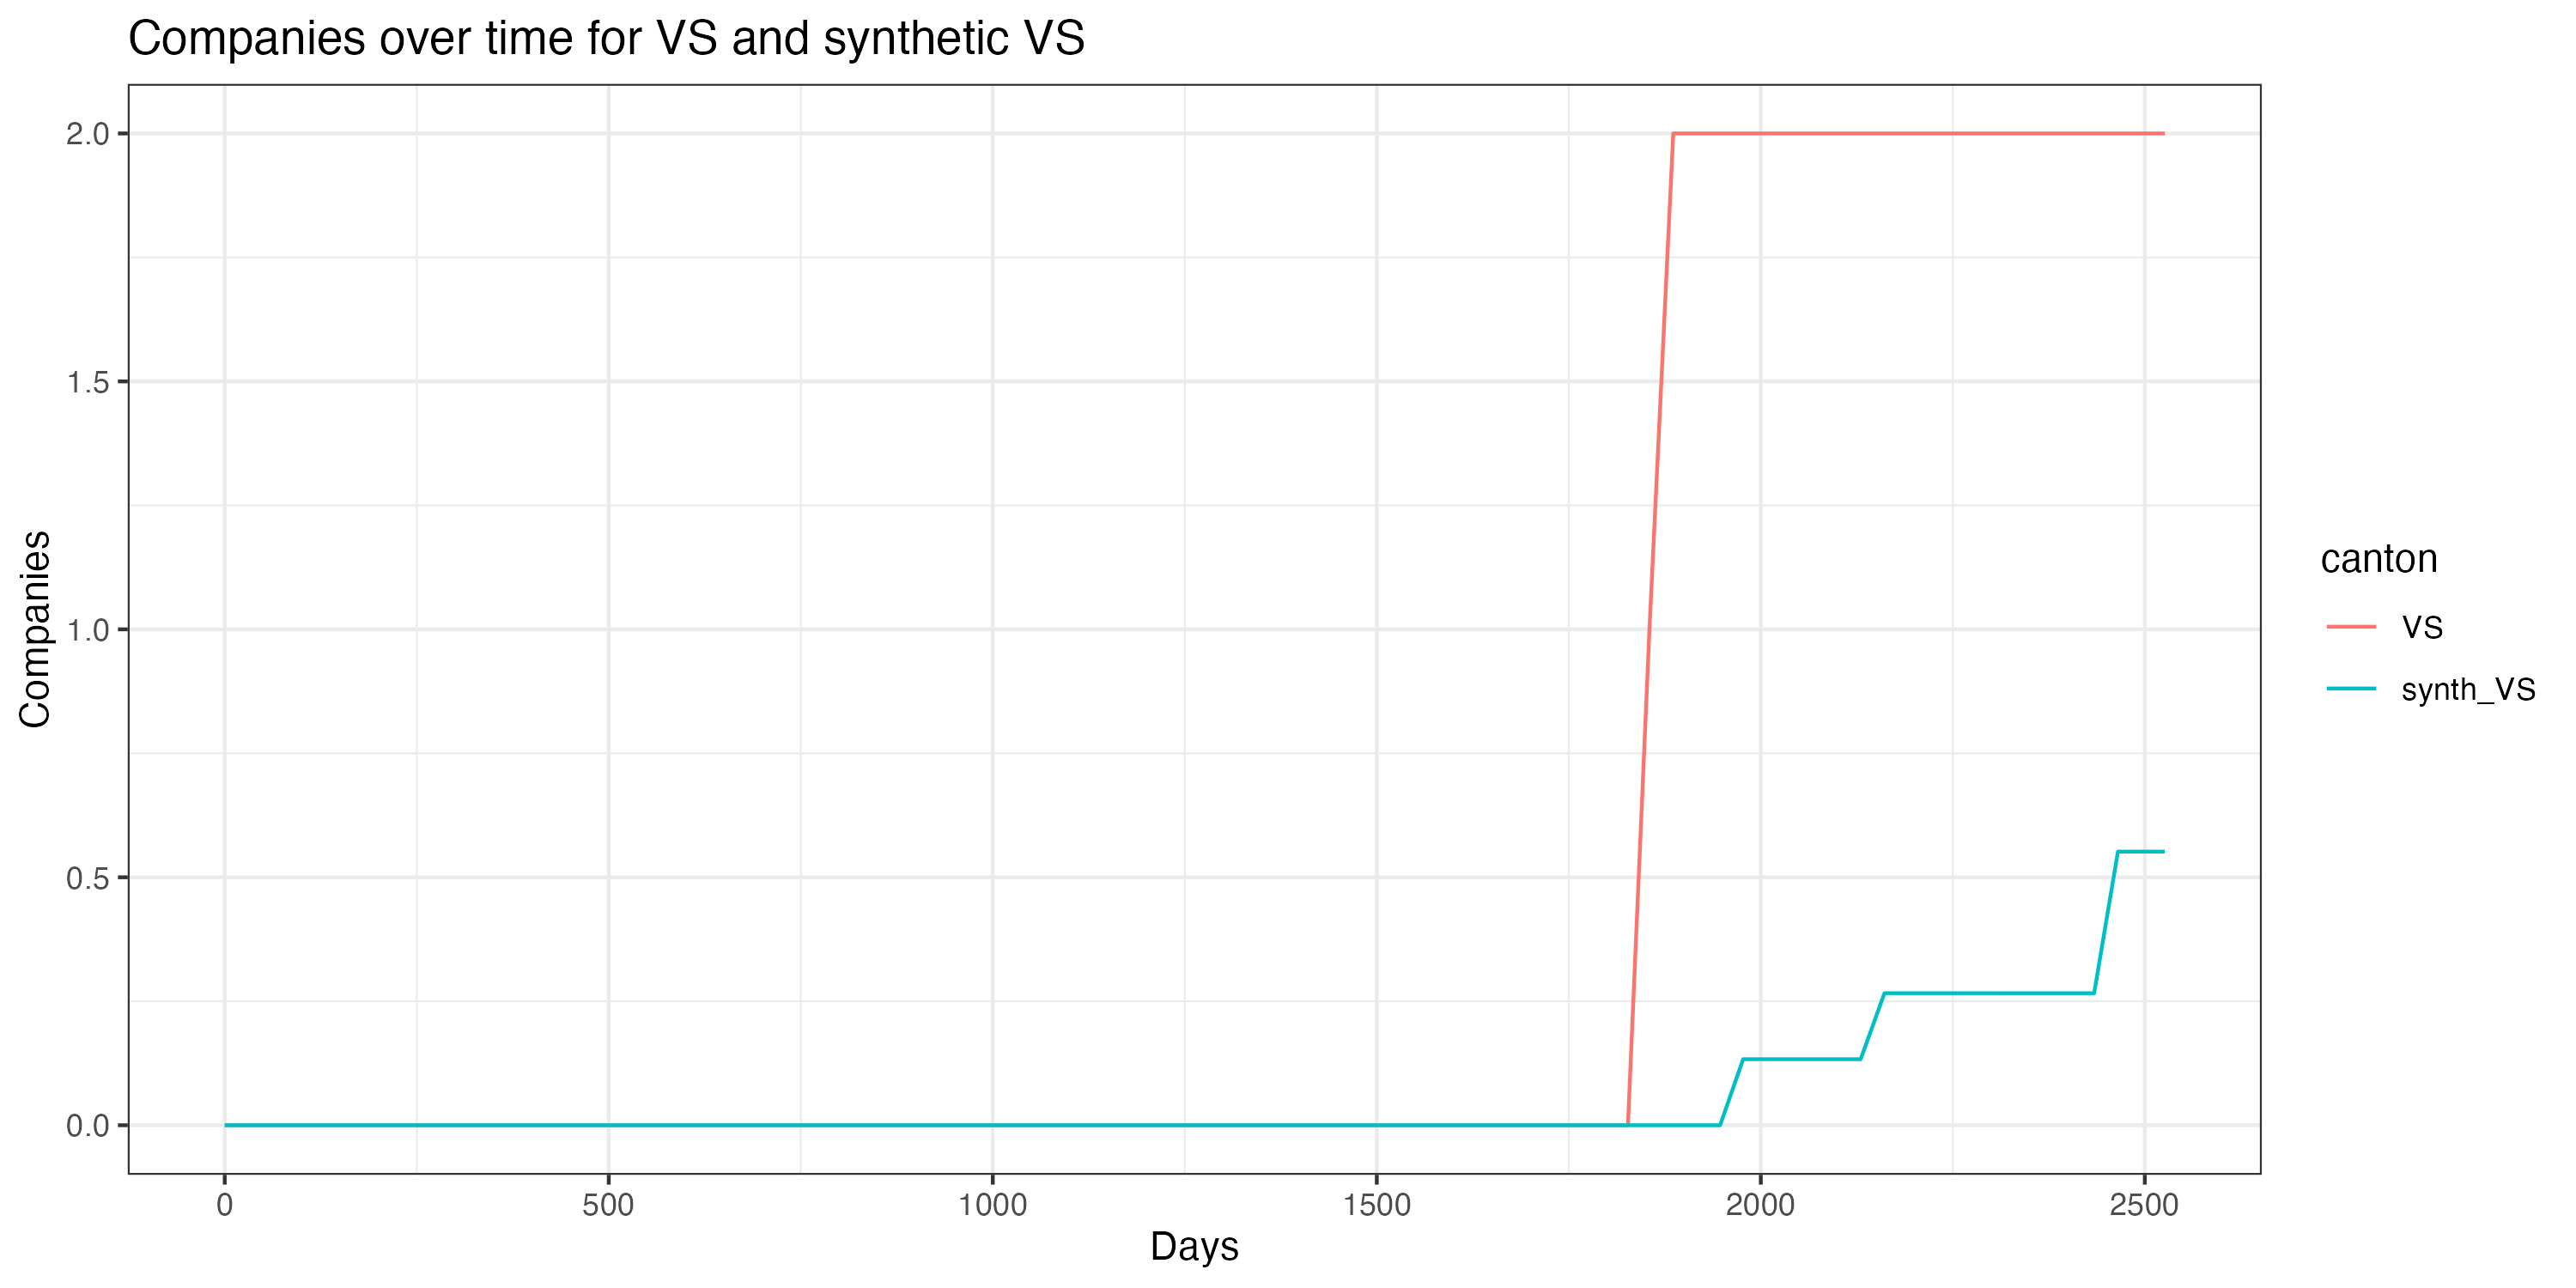 Companies over time for VS and synthetic VS
2.0
1.5
1.0
0.5
0.0
Companies
0 500 1000 1500 2000 2500
Days
canton
VS
synth_VS